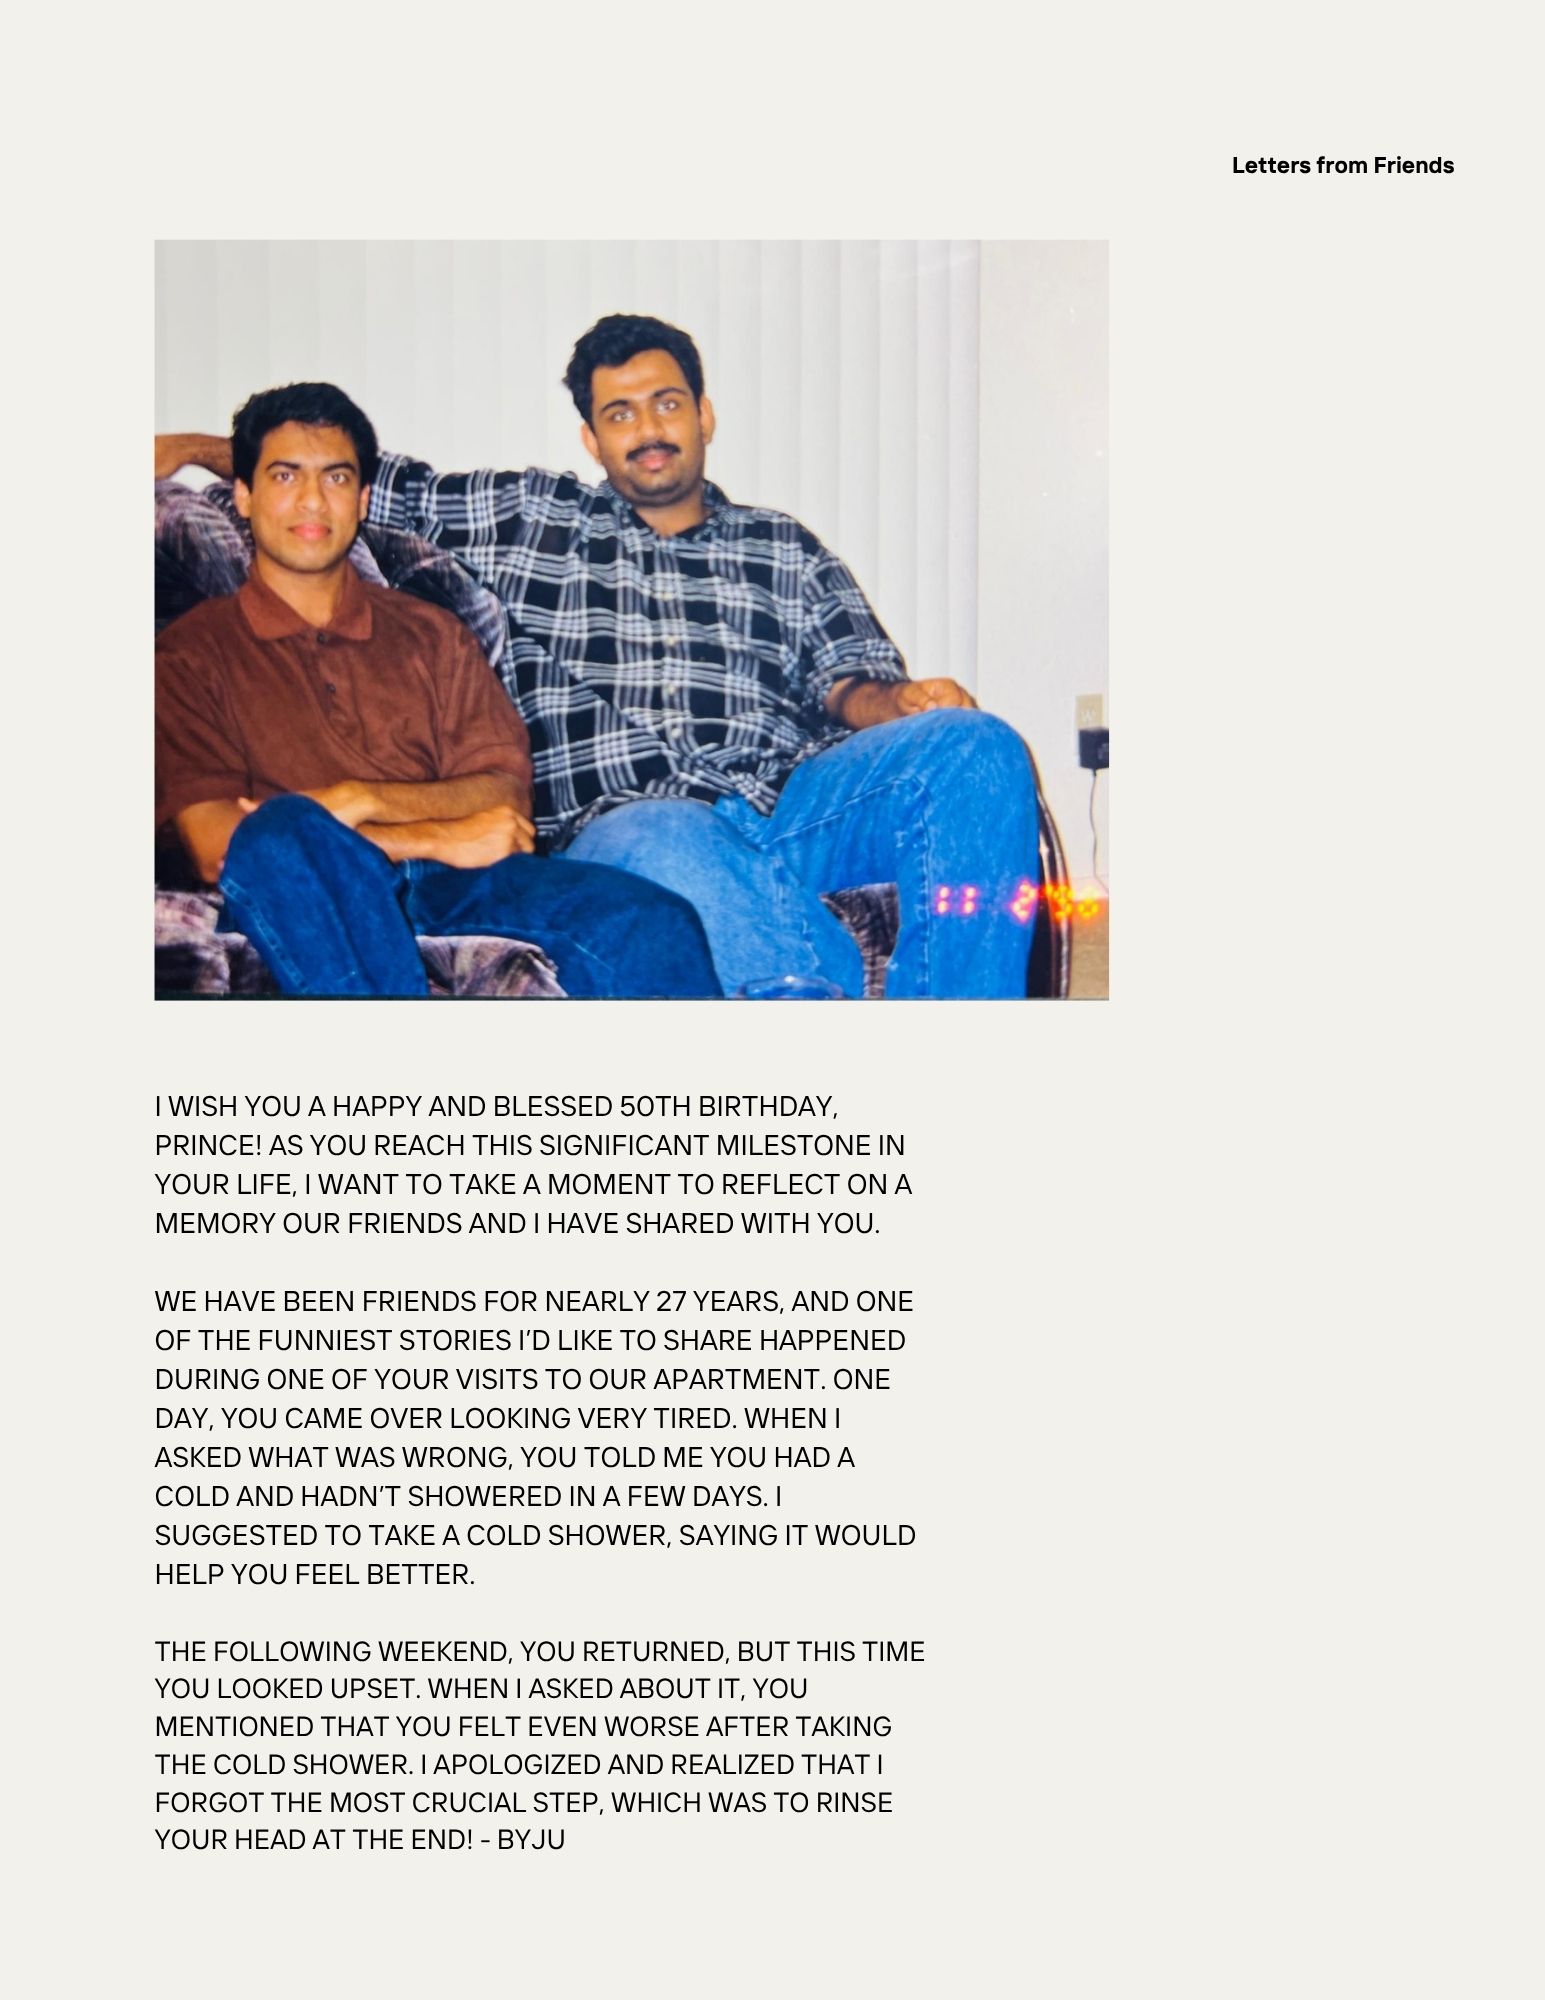 Letters from Friends
I WISH YOU A HAPPY AND BLESSED 50TH BIRTHDAY,
PRINCE! AS YOU REACH THIS SIGNIFICANT MILESTONE IN
YOUR LIFE, I WANT TO TAKE A MOMENT TO REFLECT ON A
MEMORY OUR FRIENDS AND I HAVE SHARED WITH YOU.
WE HAVE BEEN FRIENDS FOR NEARLY 27 YEARS, AND ONE
OF THE FUNNIEST STORIES I’D LIKE TO SHARE HAPPENED
DURING ONE OF YOUR VISITS TO OUR APARTMENT. ONE
DAY, YOU CAME OVER LOOKING VERY TIRED. WHEN I
ASKED WHAT WAS WRONG, YOU TOLD ME YOU HAD A
COLD AND HADN’T SHOWERED IN A FEW DAYS. I
SUGGESTED TO TAKE A COLD SHOWER, SAYING IT WOULD
HELP YOU FEEL BETTER.
THE FOLLOWING WEEKEND, YOU RETURNED, BUT THIS TIME
YOU LOOKED UPSET. WHEN I ASKED ABOUT IT, YOU
MENTIONED THAT YOU FELT EVEN WORSE AFTER TAKING
THE COLD SHOWER. I APOLOGIZED AND REALIZED THAT I
FORGOT THE MOST CRUCIAL STEP, WHICH WAS TO RINSE
YOUR HEAD AT THE END! - BYJU